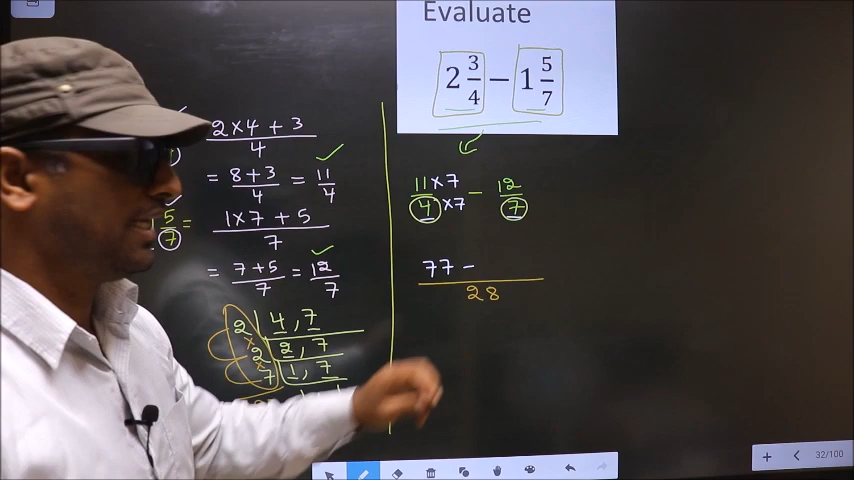 Evaluate
2 3/4 − 1 5/7
2×4 + 3 / 4
= 8+3 / 4 = 11/4
5/7 = 1×7 + 5 / 7
= 7+5 / 7 = 12/7
2 | 4 , 7
2 | 2 , 7
7 | 1 , 7
11 ×7 / 4 ×7 − 12/7
77 − / 28
32/100